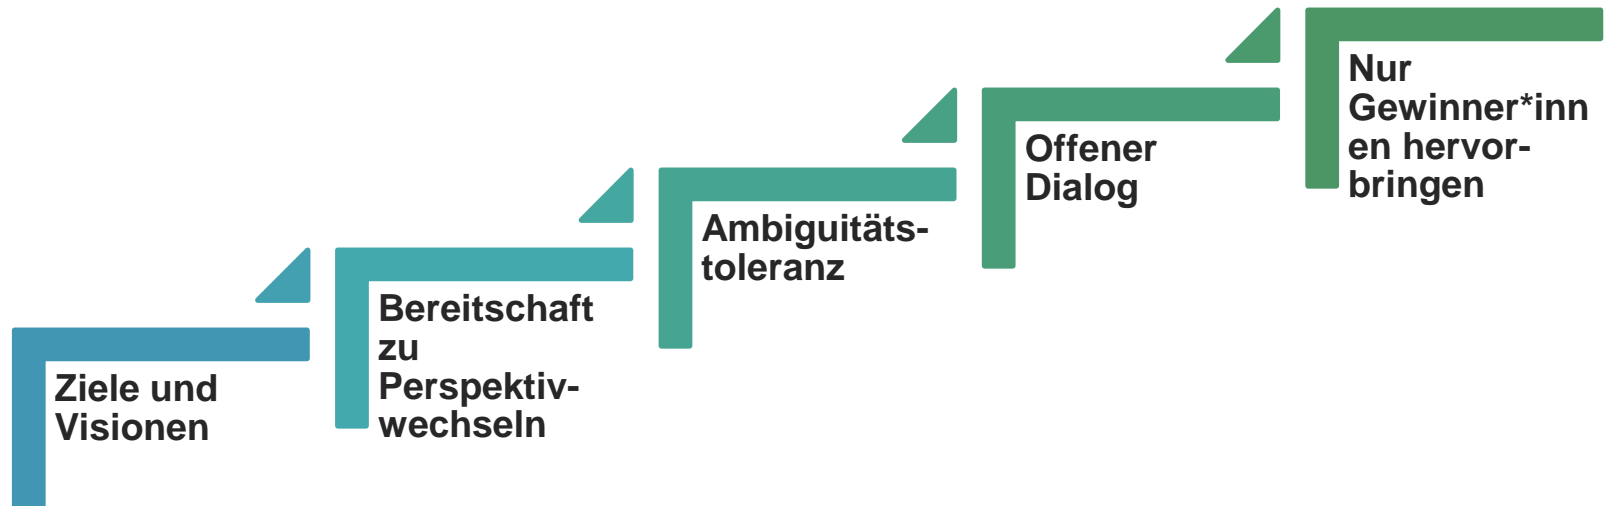 Ziele und
Visionen
Bereitschaft
zu
Perspektiv-
wechseln
Ambiguitäts-
toleranz
Offener
Dialog
Nur
Gewinner*inn
en hervor-
bringen